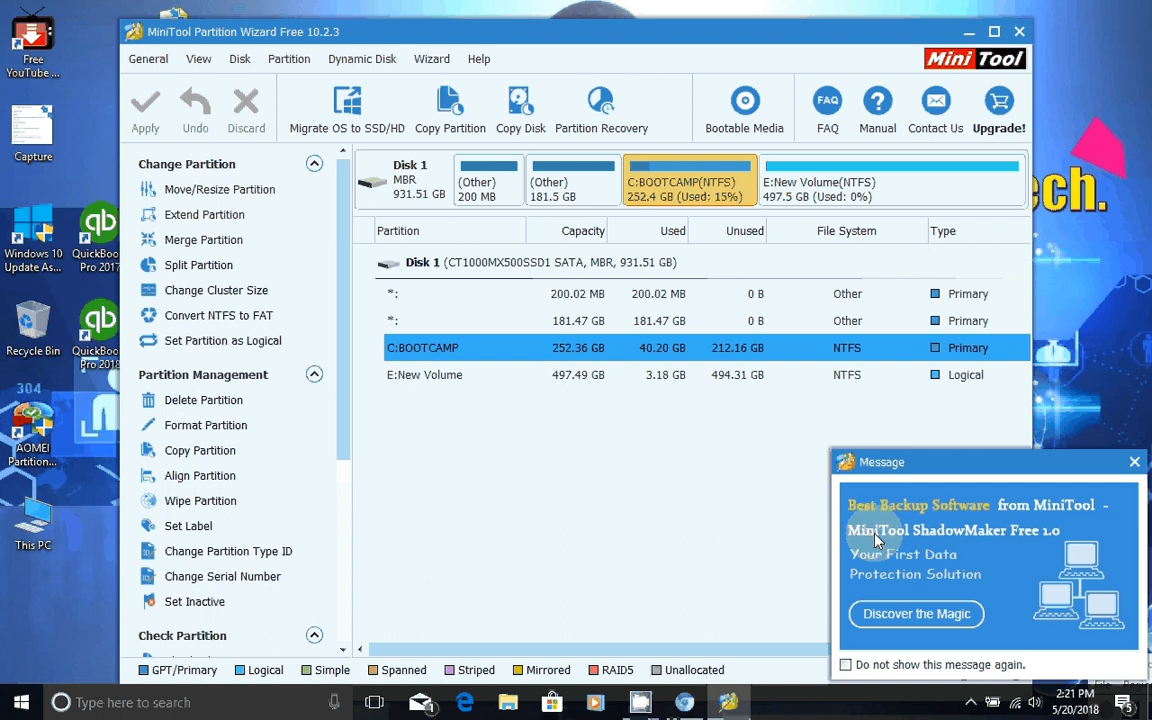 Free
YouTube ...
Capture
Windows 10
Update As...
QuickBoo
Pro 2017
Recycle Bin
QuickBoo
Pro 2018
304
AOMEI
Partition...
This PC
MiniTool Partition Wizard Free 10.2.3
General View Disk Partition Dynamic Disk Wizard Help
Mini Tool
Apply Undo Discard Migrate OS to SSD/HD Copy Partition Copy Disk Partition Recovery Bootable Media FAQ Manual Contact Us Upgrade!
FAQ
Change Partition
Move/Resize Partition
Extend Partition
Merge Partition
Split Partition
Change Cluster Size
Convert NTFS to FAT
Set Partition as Logical
Partition Management
Delete Partition
Format Partition
Copy Partition
Align Partition
Wipe Partition
Set Label
Change Partition Type ID
Change Serial Number
Set Inactive
Check Partition
Disk 1
MBR
931.51 GB
(Other)
200 MB
(Other)
181.5 GB
C:BOOTCAMP(NTFS)
252.4 GB (Used: 15%)
E:New Volume(NTFS)
497.5 GB (Used: 0%)
Partition Capacity Used Unused File System Type
Disk 1 (CT1000MX500SSD1 SATA, MBR, 931.51 GB)
*: 200.02 MB 200.02 MB 0 B Other Primary
*: 181.47 GB 181.47 GB 0 B Other Primary
C:BOOTCAMP 252.36 GB 40.20 GB 212.16 GB NTFS Primary
E:New Volume 497.49 GB 3.18 GB 494.31 GB NTFS Logical
ech.
Message
Best Backup Software from MiniTool -
MiniTool ShadowMaker Free 1.0
Your First Data
Protection Solution
Discover the Magic
Do not show this message again.
GPT/Primary Logical Simple Spanned Striped Mirrored RAID5 Unallocated
Type here to search
1
2:21 PM
5/20/2018
5